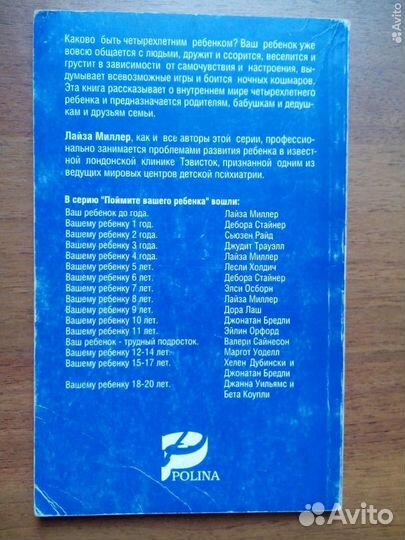 Avito
Каково быть четырехлетним ребенком? Ваш ребенок уже
вовсю общается с людьми, дружит и ссорится, веселится и
грустит в зависимости от самочувствия и настроения, вы-
думывает всевозможные игры и боится ночных кошмаров.
Эта книга рассказывает о внутреннем мире четырехлетнего
ребенка и предназначается родителям, бабушкам и дедуш-
кам и друзьям семьи.
Лайза Миллер, как и все авторы этой серии, профессио-
нально занимается проблемами развития ребенка в извест-
ной лондонской клинике Тэвисток, признанной одним из
ведущих мировых центров детской психиатрии.
В серию "Поймите вашего ребенка" вошли:
Ваш ребенок до года. Лайза Миллер
Вашему ребенку 1 год. Дебора Стайнер
Вашему ребенку 2 года. Сьюзен Райд
Вашему ребенку 3 года. Джудит Трауэлл
Вашему ребенку 4 года. Лайза Миллер
Вашему ребенку 5 лет. Лесли Холдич
Вашему ребенку 6 лет. Дебора Стайнер
Вашему ребенку 7 лет. Элси Осборн
Вашему ребенку 8 лет. Лайза Миллер
Вашему ребенку 9 лет. Дора Лаш
Вашему ребенку 10 лет. Джонатан Бредли
Вашему ребенку 11 лет. Эйлин Орфорд
Ваш ребенок - трудный подросток. Валери Сайнесон
Вашему ребенку 12-14 лет. Маргот Уоделл
Вашему ребенку 15-17 лет. Хелен Дубински и
Джонатан Бредли
Вашему ребенку 18-20 лет. Джанна Уильямс и
Бета Коупли
POLINA
Avito